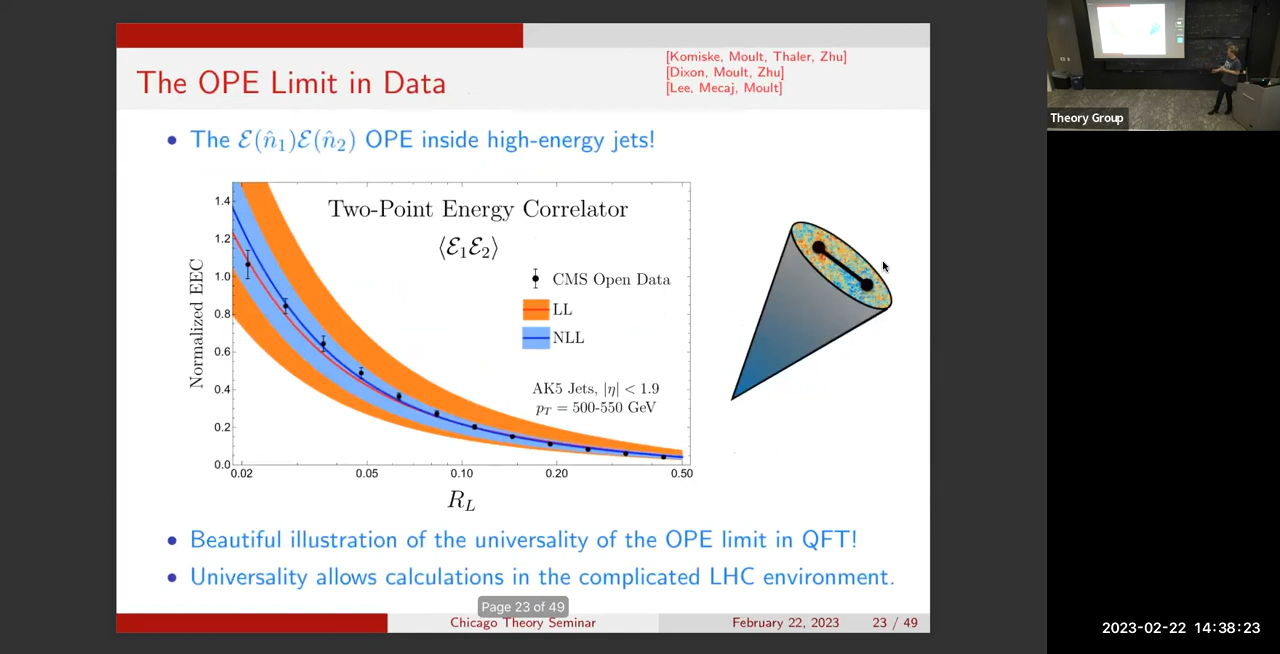 The OPE Limit in Data
[Komiske, Moult, Thaler, Zhu]
[Dixon, Moult, Zhu]
[Lee, Mecaj, Moult]
• The ℰ(n̂₁)ℰ(n̂₂) OPE inside high-energy jets!
Two-Point Energy Correlator
⟨ℰ₁ℰ₂⟩
CMS Open Data
LL
NLL
AK5 Jets, |η| < 1.9
p_T = 500-550 GeV
Normalized EEC
1.4
1.2
1.0
0.8
0.6
0.4
0.2
0.0
0.02 0.05 0.10 0.20 0.50
R_L
• Beautiful illustration of the universality of the OPE limit in QFT!
• Universality allows calculations in the complicated LHC environment.
Page 23 of 49
Chicago Theory Seminar February 22, 2023 23 / 49
Theory Group
2023-02-22 14:38:23